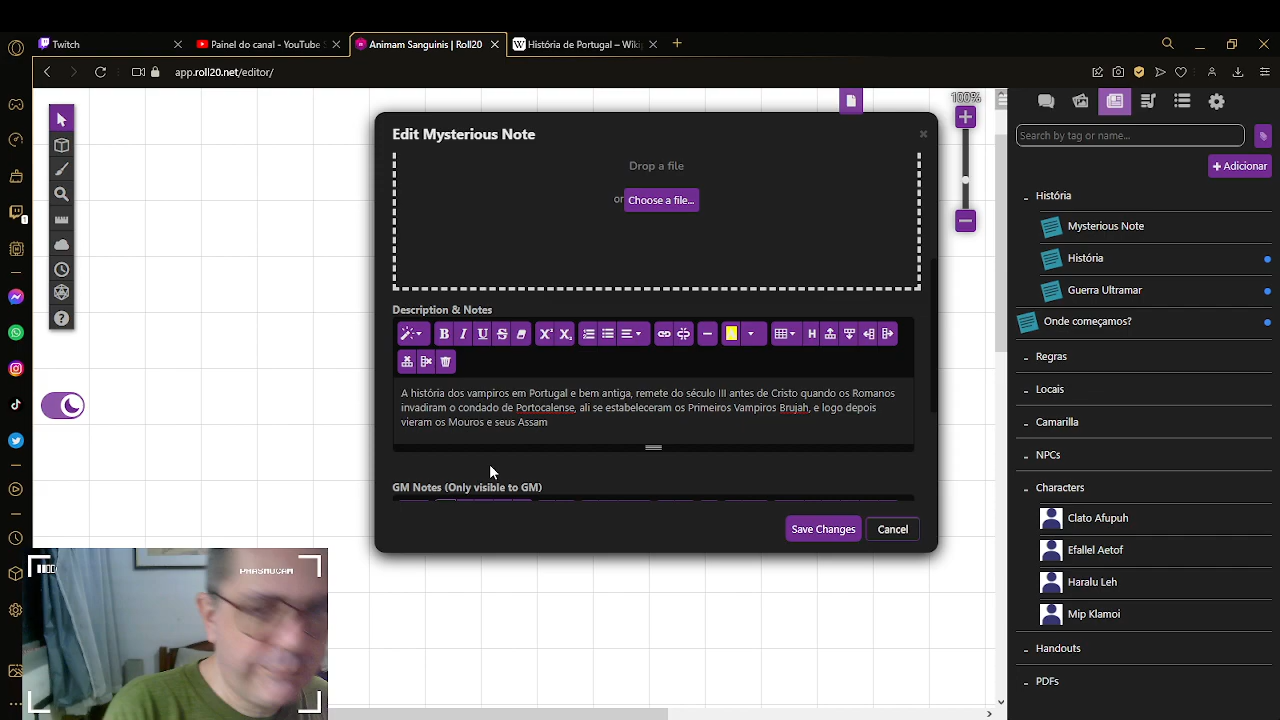 Twitch
Painel do canal - YouTube S
Animam Sanguinis | Roll20
História de Portugal – Wiki
app.roll20.net/editor/
100%
Edit Mysterious Note
Drop a file
or Choose a file...
Description & Notes
A história dos vampiros em Portugal e bem antiga, remete do século III antes de Cristo quando os Romanos
invadiram o condado de Portocalense, ali se estabeleceram os Primeiros Vampiros Brujah, e logo depois
vieram os Mouros e seus Assam
GM Notes (Only visible to GM)
Save Changes
Cancel
Search by tag or name...
+ Adicionar
História
Mysterious Note
História
Guerra Ultramar
Onde começamos?
Regras
Locais
Camarilla
NPCs
Characters
Clato Afupuh
Efallel Aetof
Haralu Leh
Mip Klamoi
Handouts
PDFs
PHASMOCAM